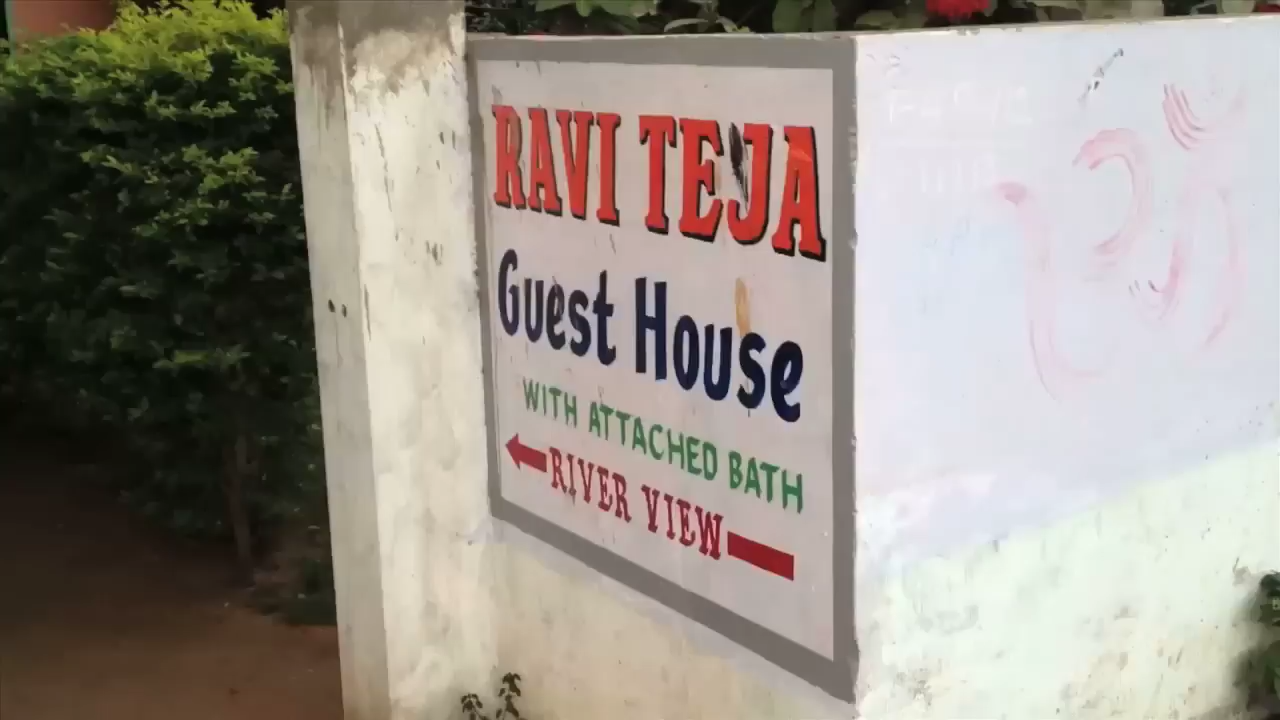 RAVI TEJA
Guest House
WITH ATTACHED BATH
RIVER VIEW
ॐ